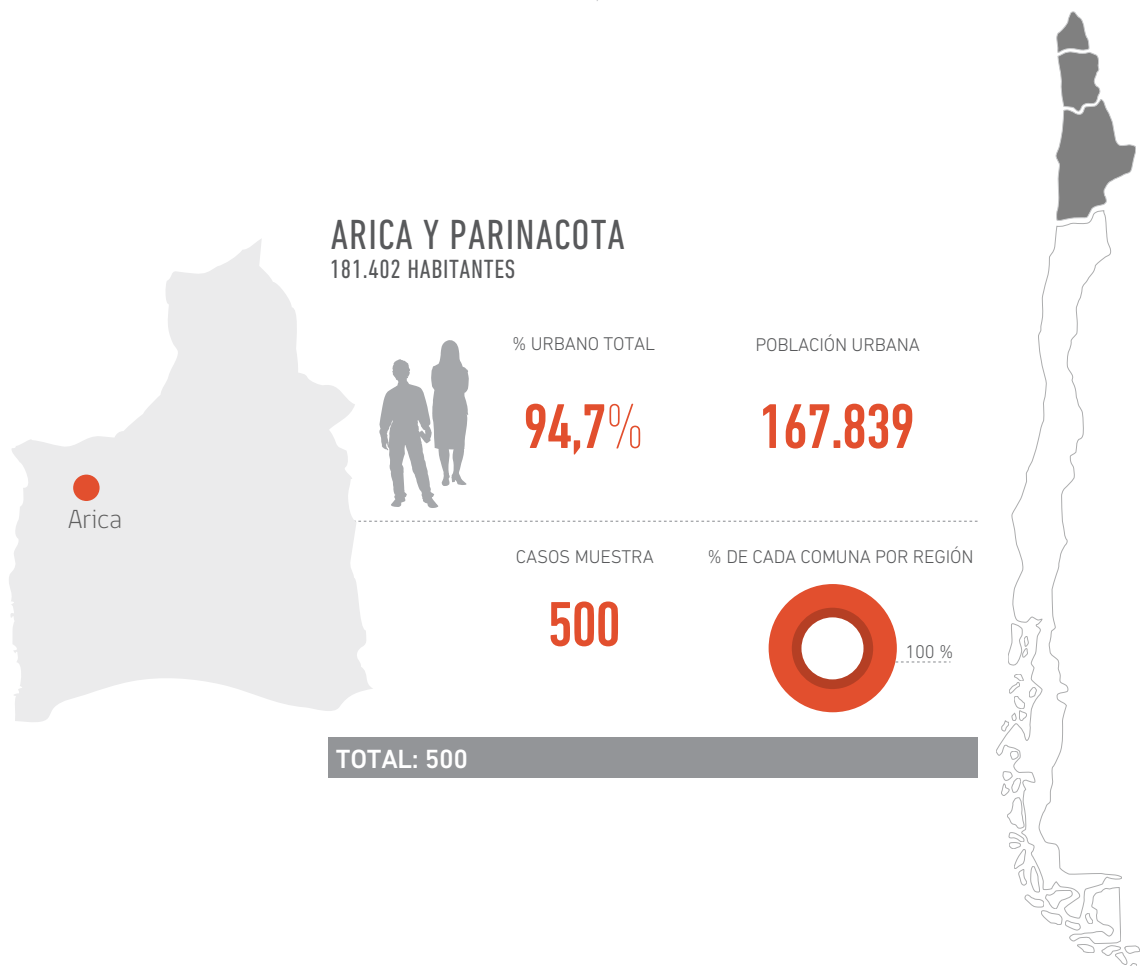 ARICA Y PARINACOTA
181.402 HABITANTES
% URBANO TOTAL
POBLACIÓN URBANA
94,7%
167.839
Arica
CASOS MUESTRA
% DE CADA COMUNA POR REGIÓN
500
100 %
TOTAL: 500